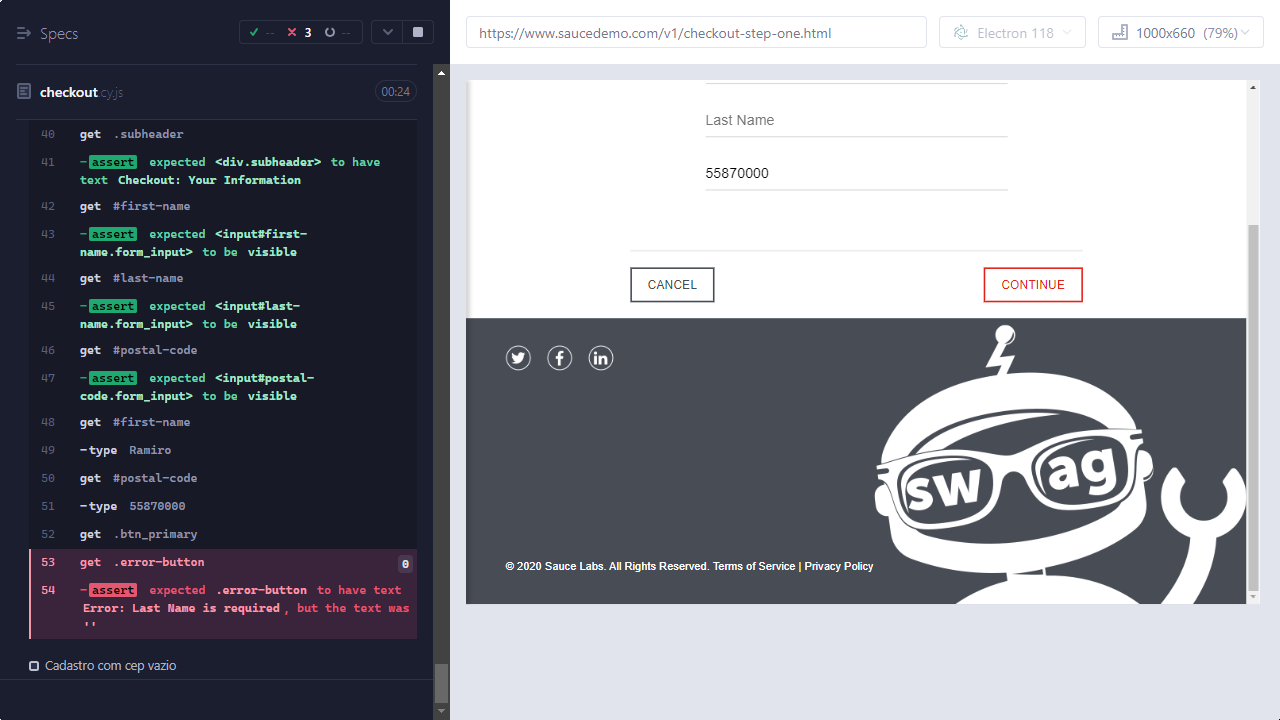 Specs
-- 3 --
checkout.cy.js 00:24
40 get .subheader
41 -assert expected <div.subheader> to have
text Checkout: Your Information
42 get #first-name
43 -assert expected <input#first-
name.form_input> to be visible
44 get #last-name
45 -assert expected <input#last-
name.form_input> to be visible
46 get #postal-code
47 -assert expected <input#postal-
code.form_input> to be visible
48 get #first-name
49 -type Ramiro
50 get #postal-code
51 -type 55870000
52 get .btn_primary
53 get .error-button 0
54 -assert expected .error-button to have text
Error: Last Name is required, but the text was
''
Cadastro com cep vazio
https://www.saucedemo.com/v1/checkout-step-one.html
Electron 118
1000x660 (79%)
Last Name
55870000
CANCEL
CONTINUE
swag
© 2020 Sauce Labs. All Rights Reserved. Terms of Service | Privacy Policy